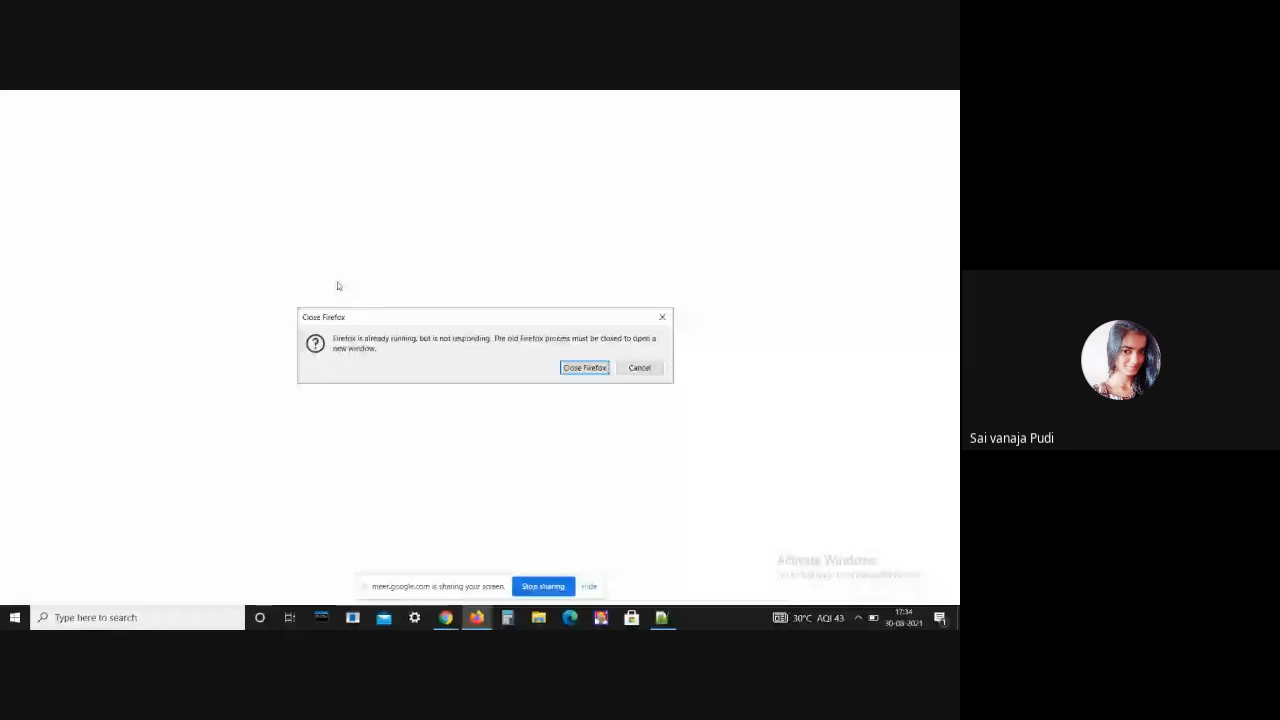 Close Firefox
Firefox is already running, but is not responding. The old Firefox process must be closed to open a
new window.
Close Firefox
Cancel
Sai vanaja Pudi
Activate Windows
meet.google.com is sharing your screen.
Stop sharing
Hide
Type here to search
30°C AQI 43
17:34
30-08-2021
1